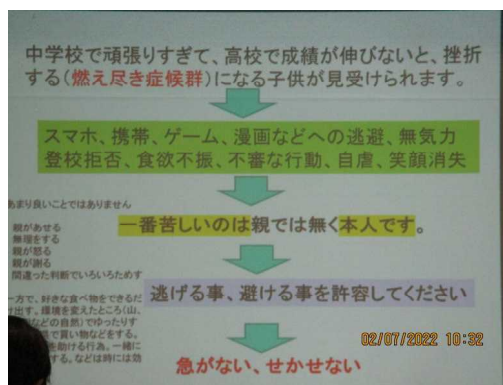 中学校で頑張りすぎて、高校で成績が伸びないと、挫折
する(燃え尽き症候群)になる子供が見受けられます。
スマホ、携帯、ゲーム、漫画などへの逃避、無気力
登校拒否、食欲不振、不審な行動、自虐、笑顔消失
あまり良いことではありません
一番苦しいのは親では無く本人です。
親があせる
無理をする
親が怒る
親が謝る
間違った判断でいろいろためす
逃げる事、避ける事を許容してください
一方で、好きな食べ物をできるだ
け出す。環境を変えたところ(山、
などの自然)でゆったりす
で買い物などをする。
を助ける行為。一緒に
する。などは時には効
急がない、せかせない
02/07/2022 10:32